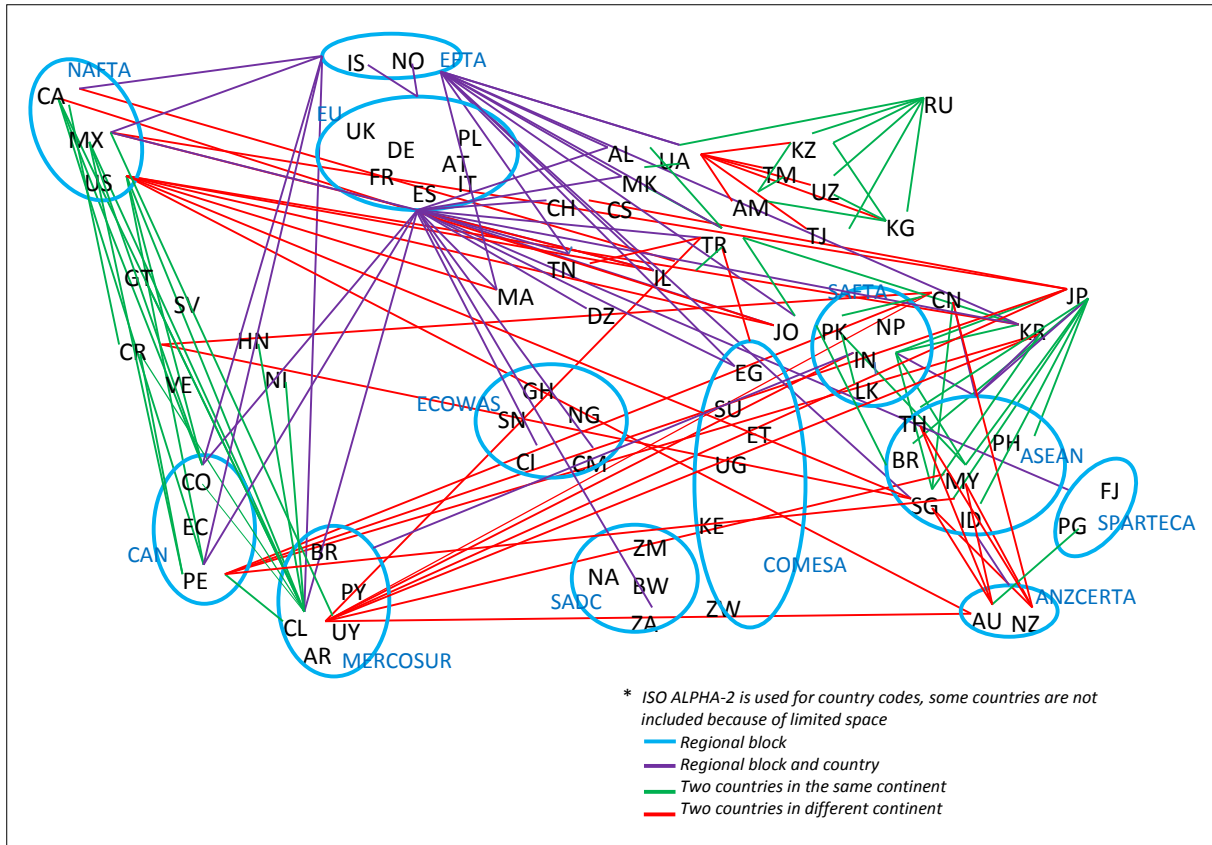 IS NO EFTA
NAFTA
CA
MX
US
EU
UK
DE
PL
AT
FR
ES
IT
AL
UA
MK
CH
CS
RU
KZ
TM
UZ
AM
TJ
KG
TR
TN
IL
MA
DZ
JO
GT
SV
CR
HN
VE
NI
SAFTA
PK
NP
IN
LK
CN
KR
JP
ECOWAS
GH
SN
NG
CI
CM
EG
SU
ET
UG
KE
ZW
COMESA
TH
PH
BR
ASEAN
MY
SG
ID
FJ
PG
SPARTECA
CO
EC
CAN
PE
BR
PY
CL
UY
AR
MERCOSUR
ZM
NA
BW
SADC
ZA
ANZCERTA
AU NZ
* ISO ALPHA-2 is used for country codes, some countries are not
included because of limited space
Regional block
Regional block and country
Two countries in the same continent
Two countries in different continent